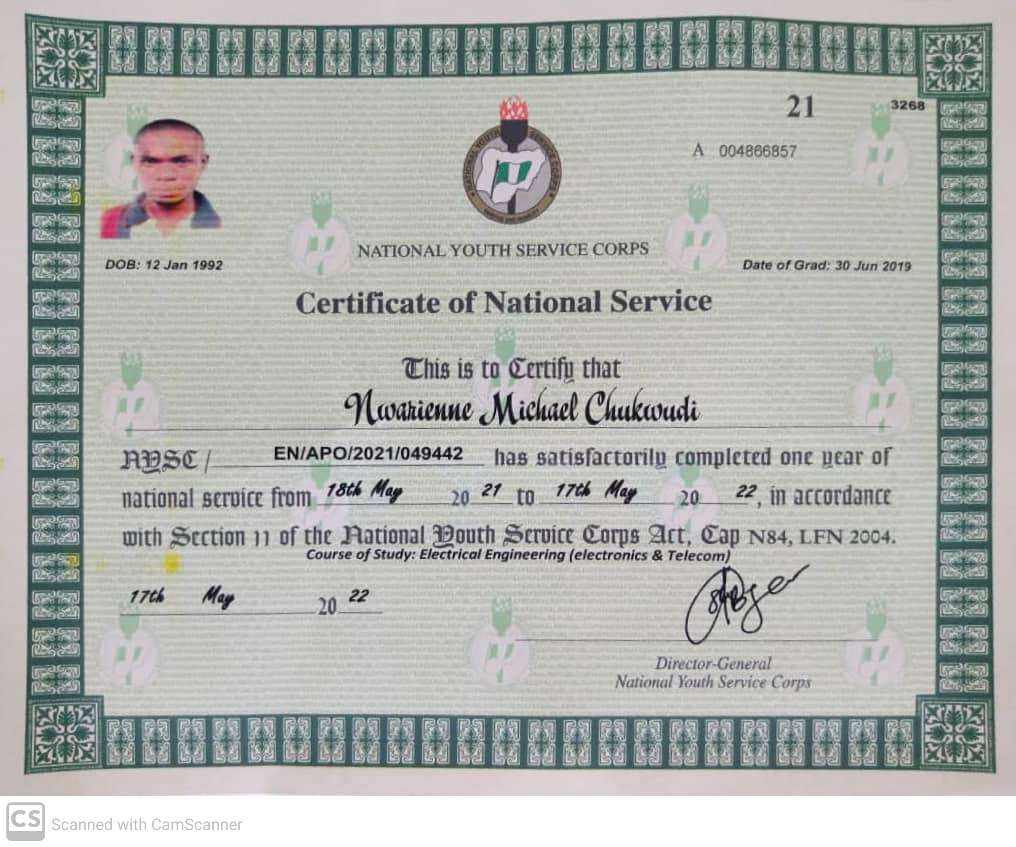 21
3268
A 004866857
NATIONAL YOUTH SERVICE CORPS
DOB: 12 Jan 1992
Date of Grad: 30 Jun 2019
Certificate of National Service
This is to Certify that
Nwarienne Michael Chukwudi
NYSC / EN/APO/2021/049442 has satisfactorily completed one year of
national service from 18th May 20 21 to 17th May 20 22, in accordance
with Section 11 of the National Youth Service Corps Act, Cap N84, LFN 2004.
Course of Study: Electrical Engineering (electronics & Telecom)
17th May 20 22
Director-General
National Youth Service Corps
CS Scanned with CamScanner